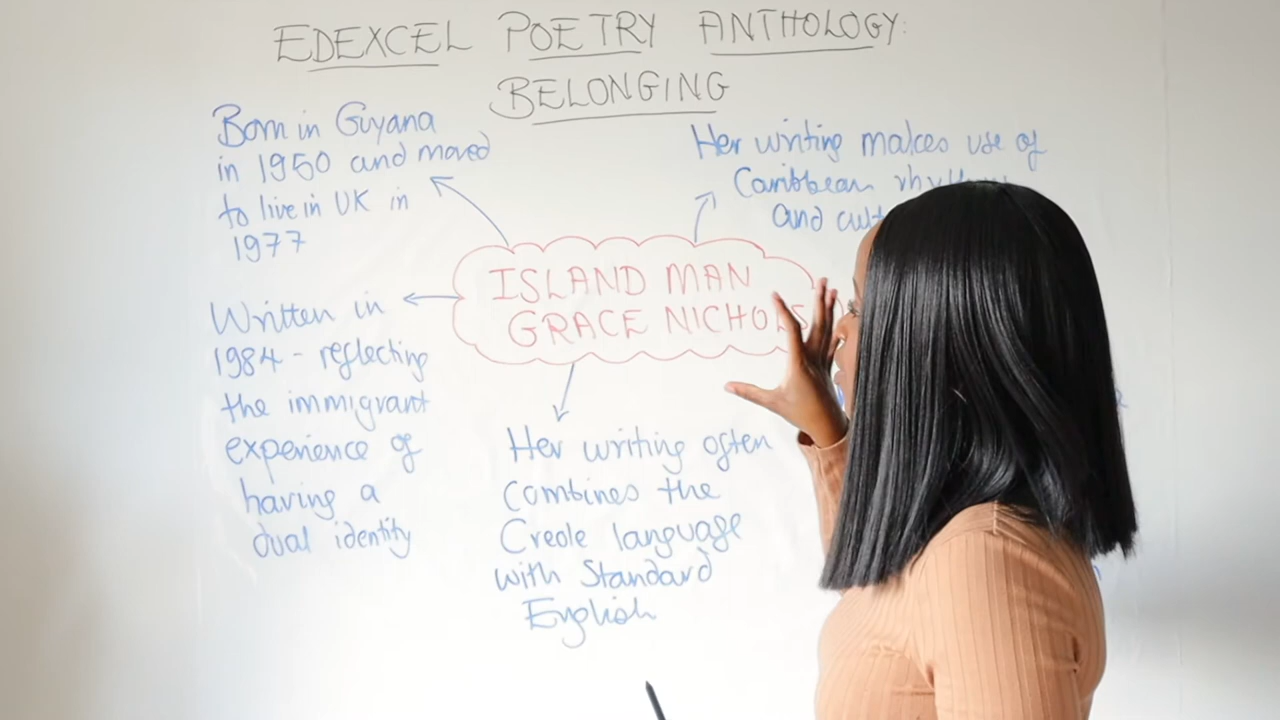 EDEXCEL POETRY ANTHOLOGY:
BELONGING
Born in Guyana
in 1950 and moved
to live in UK in
1977
Her writing makes use of
Caribbean
and
ISLAND MAN
GRACE NICHOLS
Written in
1984 - reflecting
the immigrant
experience of
having a
dual identity
Her writing often
combines the
Creole language
with Standard
English